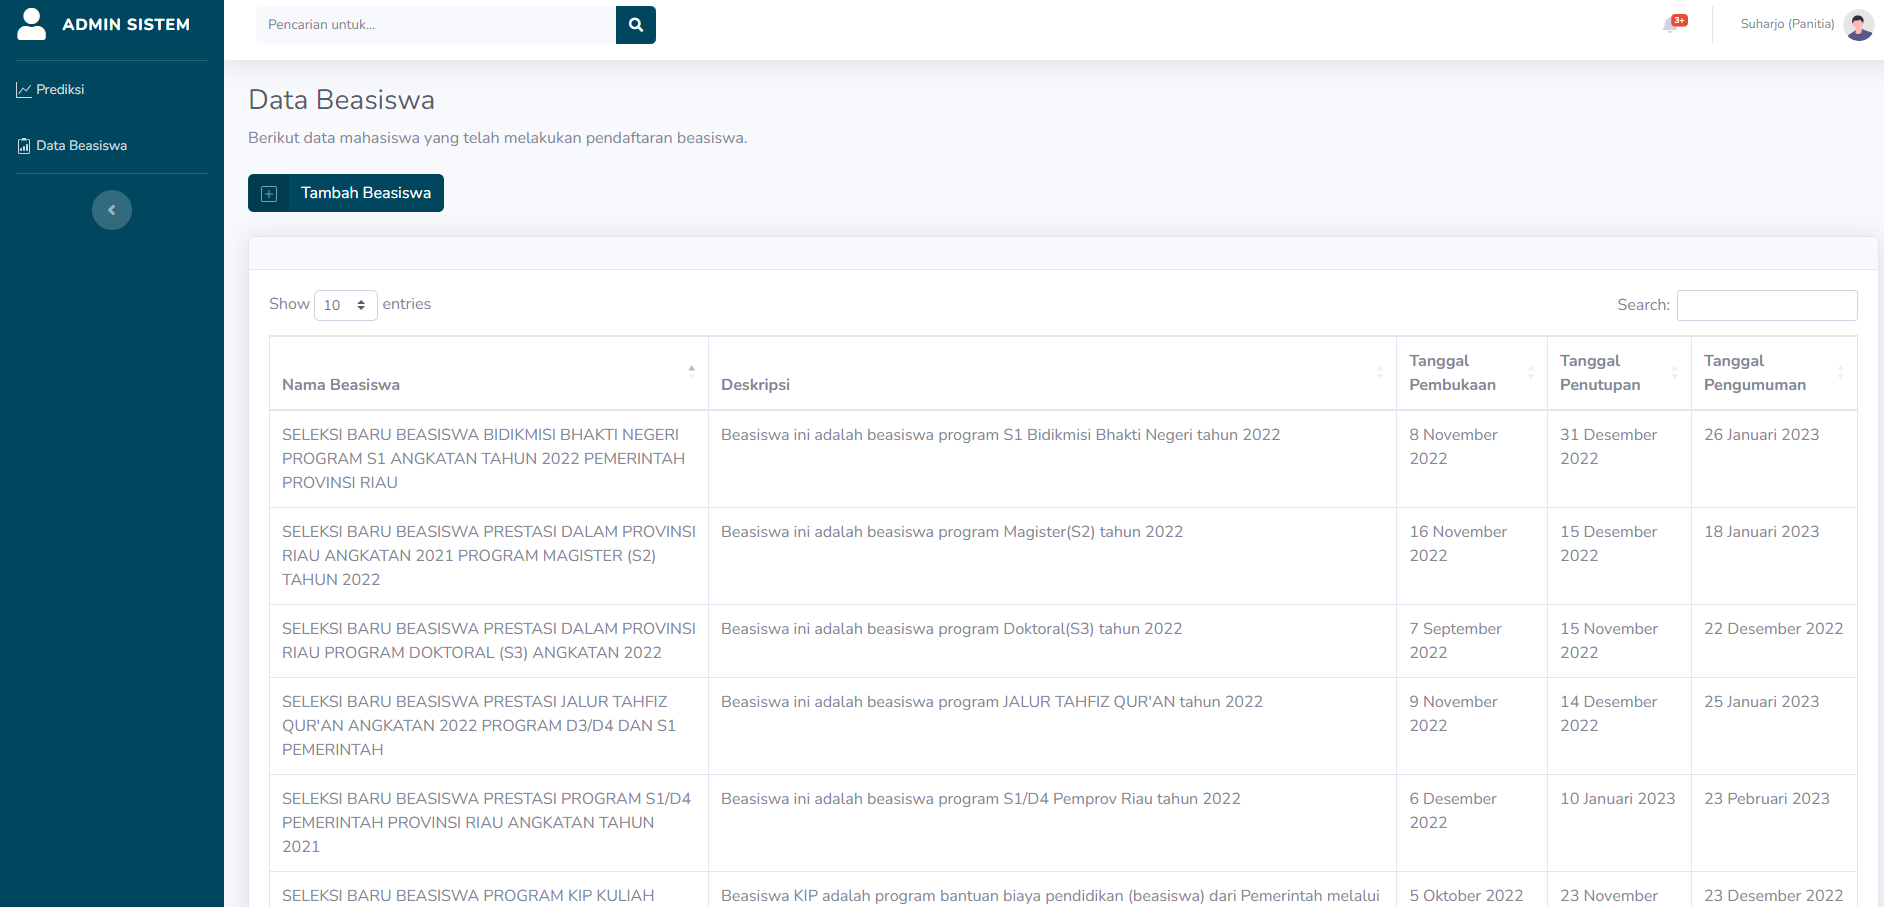 ADMIN SISTEM
Prediksi
Data Beasiswa
Pencarian untuk...
3+
Suharjo (Panitia)
Data Beasiswa
Berikut data mahasiswa yang telah melakukan pendaftaran beasiswa.
Tambah Beasiswa
Show 10 entries
Search:
Nama Beasiswa
Deskripsi
Tanggal
Pembukaan
Tanggal
Penutupan
Tanggal
Pengumuman
SELEKSI BARU BEASISWA BIDIKMISI BHAKTI NEGERI
PROGRAM S1 ANGKATAN TAHUN 2022 PEMERINTAH
PROVINSI RIAU
Beasiswa ini adalah beasiswa program S1 Bidikmisi Bhakti Negeri tahun 2022
8 November
2022
31 Desember
2022
26 Januari 2023
SELEKSI BARU BEASISWA PRESTASI DALAM PROVINSI
RIAU ANGKATAN 2021 PROGRAM MAGISTER (S2)
TAHUN 2022
Beasiswa ini adalah beasiswa program Magister(S2) tahun 2022
16 November
2022
15 Desember
2022
18 Januari 2023
SELEKSI BARU BEASISWA PRESTASI DALAM PROVINSI
RIAU PROGRAM DOKTORAL (S3) ANGKATAN 2022
Beasiswa ini adalah beasiswa program Doktoral(S3) tahun 2022
7 September
2022
15 November
2022
22 Desember 2022
SELEKSI BARU BEASISWA PRESTASI JALUR TAHFIZ
QUR'AN ANGKATAN 2022 PROGRAM D3/D4 DAN S1
PEMERINTAH
Beasiswa ini adalah beasiswa program JALUR TAHFIZ QUR'AN tahun 2022
9 November
2022
14 Desember
2022
25 Januari 2023
SELEKSI BARU BEASISWA PRESTASI PROGRAM S1/D4
PEMERINTAH PROVINSI RIAU ANGKATAN TAHUN
2021
Beasiswa ini adalah beasiswa program S1/D4 Pemprov Riau tahun 2022
6 Desember
2022
10 Januari 2023
23 Pebruari 2023
SELEKSI BARU BEASISWA PROGRAM KIP KULIAH
Beasiswa KIP adalah program bantuan biaya pendidikan (beasiswa) dari Pemerintah melalui
5 Oktober 2022
23 November
23 Desember 2022